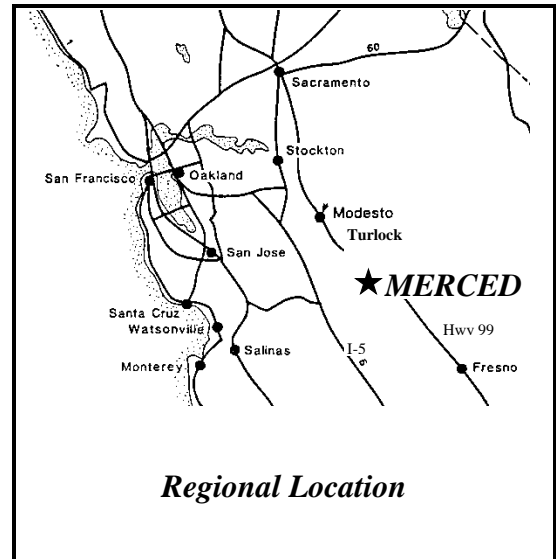 60
Sacramento
Stockton
San Francisco
Oakland
Modesto
Turlock
San Jose
★MERCED
Santa Cruz
Watsonville
Hwy 99
Salinas
I-5
Monterey
Fresno
Regional Location